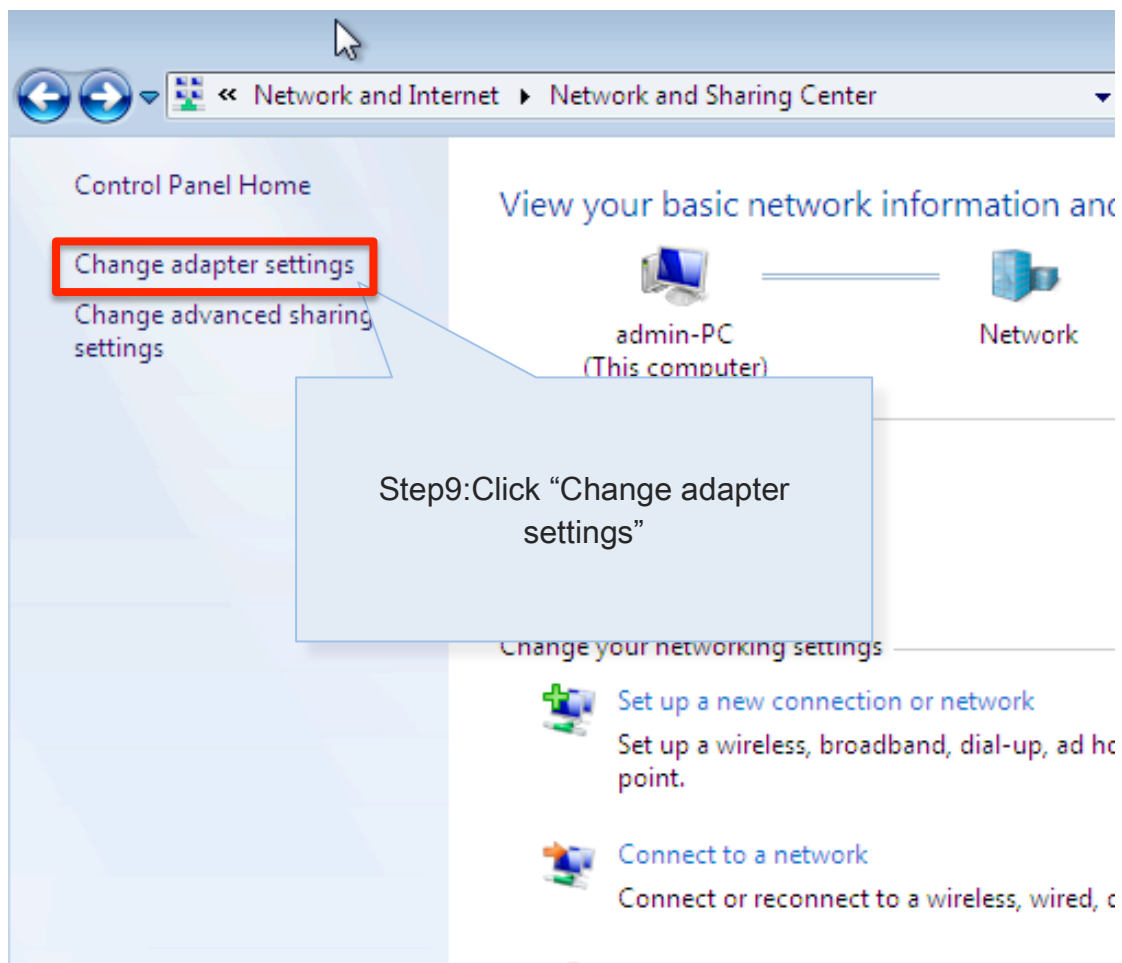 « Network and Internet ▸ Network and Sharing Center
Control Panel Home
Change adapter settings
Change advanced sharing
settings
View your basic network information and
admin-PC
(This computer)
Network
Step9:Click “Change adapter
settings”
Change your networking settings
Set up a new connection or network
Set up a wireless, broadband, dial-up, ad
point.
Connect to a network
Connect or reconnect to a wireless, wired,